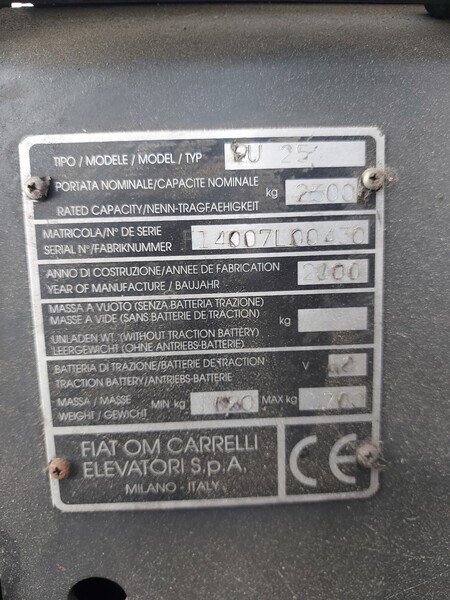 TIPO / MODELE / MODEL / TYP U 25
PORTATA NOMINALE/CAPACITE NOMINALE
RATED CAPACITY/NENN-TRAGFAEHIGKEIT kg 2500
MATRICOLA/N° DE SERIE
SERIAL N°/FABRIKNUMMER
ANNO DI COSTRUZIONE/ANNEE DE FABRICATION
YEAR OF MANUFACTURE / BAUJAHR 2000
MASSA A VUOTO (SENZA BATTERIA TRAZIONE)
MASSE A VIDE (SANS BATTERIE DE TRACTION)
kg
UNLADEN WT. (WITHOUT TRACTION BATTERY)
LEERGEWICHT (OHNE ANTRIEBS-BATTERIE)
BATTERIA DI TRAZIONE/BATTERIE DE TRACTION V
TRACTION BATTERY/ANTRIEBS-BATTERIE
MASSA / MASSE
WEIGHT / GEWICHT MIN kg MAX kg
FIAT OM CARRELLI
ELEVATORI S.p.A.
MILANO - ITALY
CE